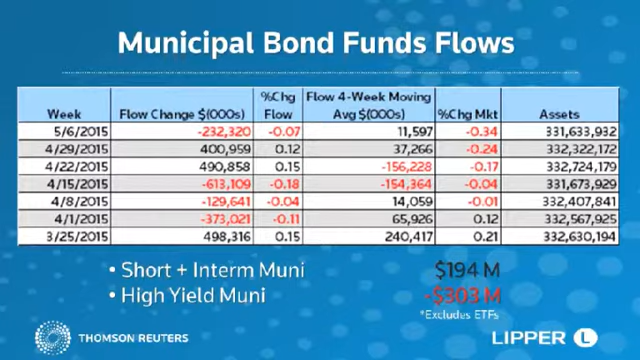 Municipal Bond Funds Flows
Week Flow Change $(000s) %Chg Flow Flow 4-Week Moving Avg $(000s) %Chg Mkt Assets
5/6/2015 -232,320 -0.07 11,597 -0.34 331,633,932
4/29/2015 400,959 0.12 37,266 -0.24 332,322,172
4/22/2015 490,858 0.15 -156,228 -0.17 332,724,179
4/15/2015 -613,109 -0.18 -154,364 -0.04 331,673,929
4/8/2015 -129,641 -0.04 14,059 -0.01 332,407,841
4/1/2015 -373,021 -0.11 65,926 0.12 332,567,925
3/25/2015 498,316 0.15 240,417 0.21 332,630,194
• Short + Interm Muni $194 M
• High Yield Muni -$303 M
*Excludes ETFs
THOMSON REUTERS LIPPER L